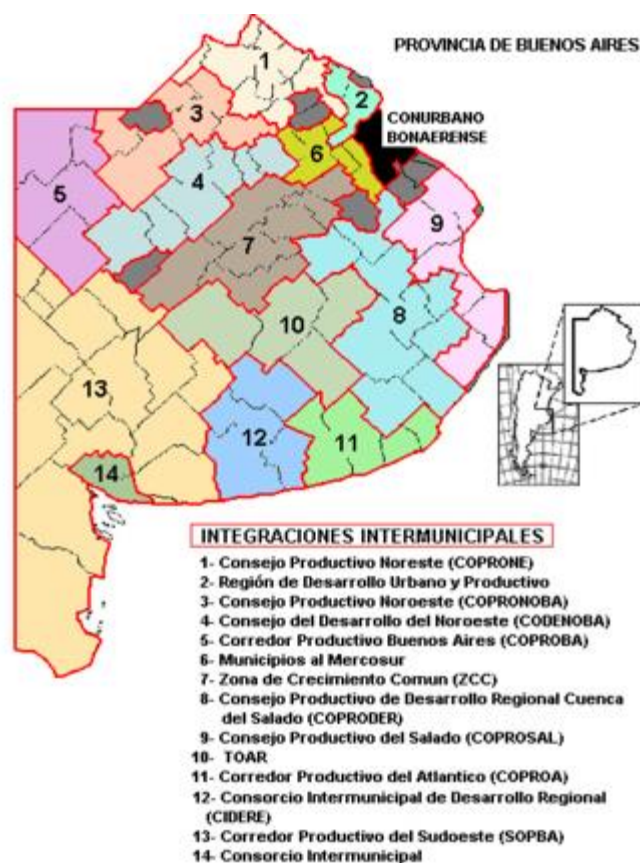 PROVINCIA DE BUENOS AIRES
CONURBANO
BONAERENSE
1
2
3
4
5
6
7
8
9
10
11
12
13
14
INTEGRACIONES INTERMUNICIPALES
1- Consejo Productivo Noreste (COPRONE)
2- Región de Desarrollo Urbano y Productivo
3- Consejo Productivo Noroeste (COPRONOBA)
4- Consejo del Desarrollo del Noroeste (CODENOBA)
5- Corredor Productivo Buenos Aires (COPROBA)
6- Municipios al Mercosur
7- Zona de Crecimiento Comun (ZCC)
8- Consejo Productivo de Desarrollo Regional Cuenca
del Salado (COPRODER)
9- Consejo Productivo del Salado (COPROSAL)
10- TOAR
11- Corredor Productivo del Atlantico (COPROA)
12- Consorcio Intermunicipal de Desarrollo Regional
(CIDERE)
13- Corredor Productivo del Sudoeste (SOPBA)
14- Consorcio Intermunicipal